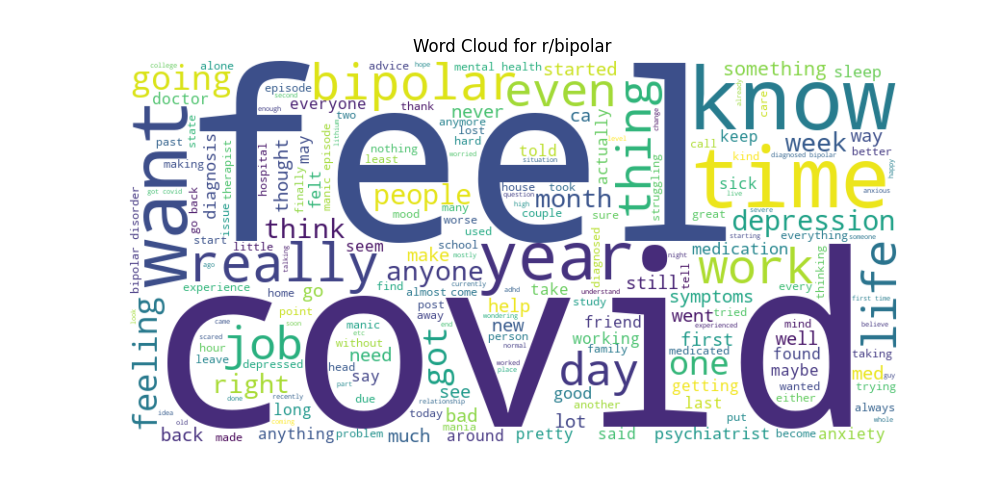 Word Cloud for r/bipolar
college
alone
going
doctor
past
state
making
want
episode
second
enough
everyone
bipolar
advice
hope
mental health
thank
started
even
never
anymore
lost
hard
two
nothing
least
told
situation
ca
actually
thing
change
struggling
know
something
sleep
already
care
keep
week
way
better
call
kind
diagnosed bipolar
happy
anxious
time
sick
live
great
severe
depression
feel
diagnosis
therapist
issue
hospital
thought
finally
may
felt
manic episode
lithium
worried
people
mood
many
worse
used
house
took
question
high
couple
month
sure
got covid
go back
bipolar disorder
start
little
think
seem
school
mostly
make
year
anyone
really
talking
ago
experience
home
go
find
almost
come
currently
adhd
take
understand
diagnosed
still
tell
night
starting
everything
someone
medication
work
thinking
every
life
first time
believe
feeling
look
covid
point
came
soon
scared
hour
leave
job
depressed
right
done
recently
idea
old
long
coming
back
made
anything
problem
manic
etc
without
need
head
say
part
due
post
away
got
end
see
relationship
today
bad
mania
much
around
help
wondering
new
person
normal
worked
place
study
friend
working
family
day
good
another
lot
pretty
said
symptoms
went
tried
first
experienced
medicated
one
getting
last
put
psychiatrist
become
anxiety
mind
well
found
maybe
wanted
either
taking
med
guy
trying
always
whole